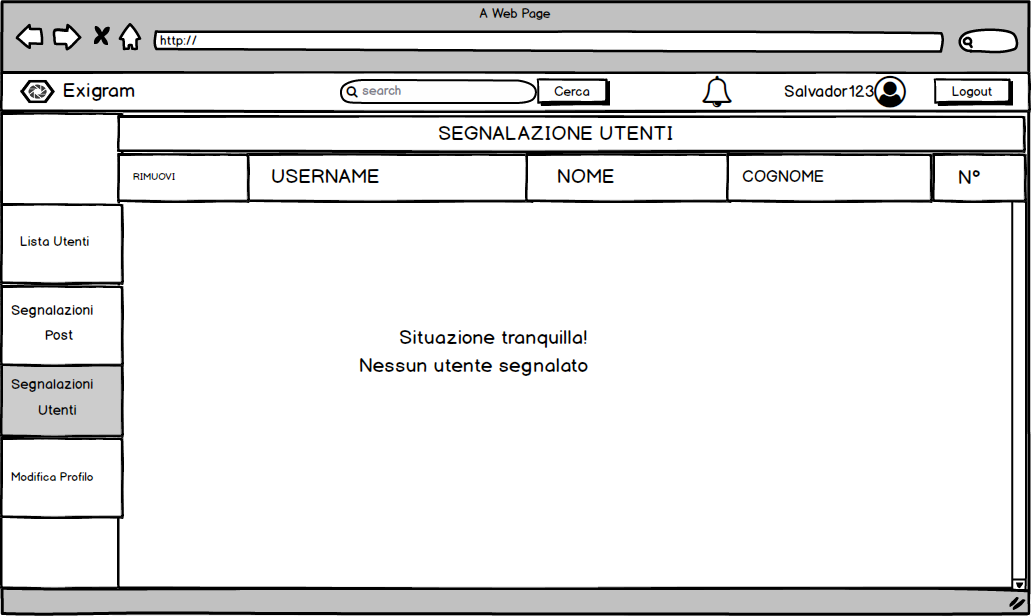 A Web Page
http://
Exigram
search
Cerca
Salvador123
Logout
SEGNALAZIONE UTENTI
RIMUOVI
USERNAME
NOME
COGNOME
N°
Lista Utenti
Segnalazioni
Post
Segnalazioni
Utenti
Modifica Profilo
Situazione tranquilla!
Nessun utente segnalato